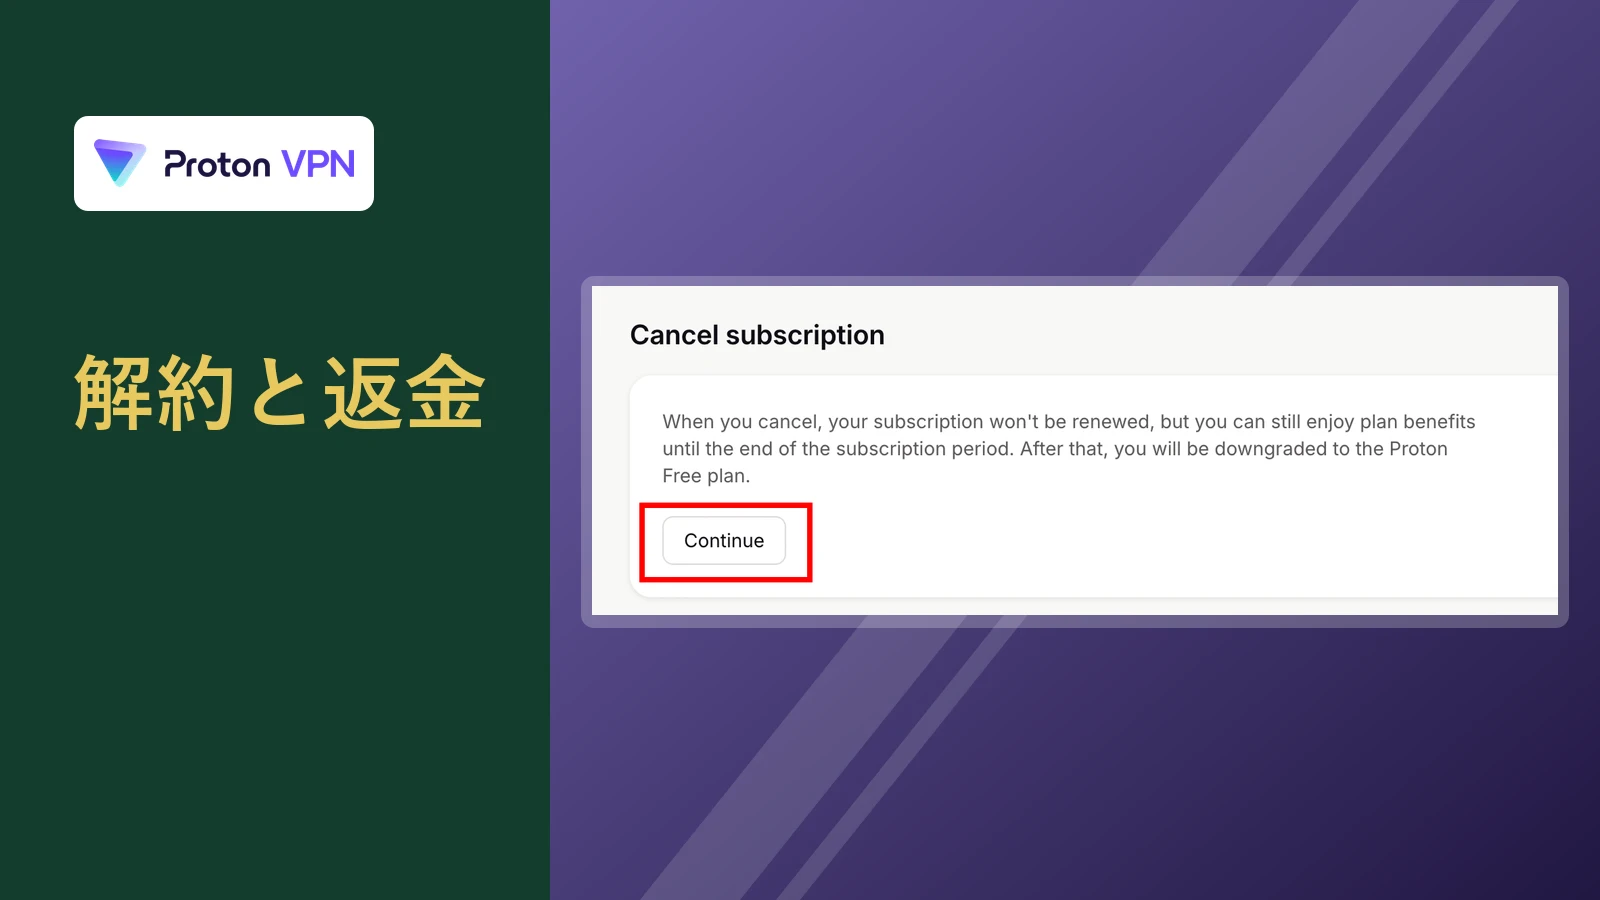 Proton VPN
解約と返金
Cancel subscription
When you cancel, your subscription won't be renewed, but you can still enjoy plan benefits
until the end of the subscription period. After that, you will be downgraded to the Proton
Free plan.
Continue